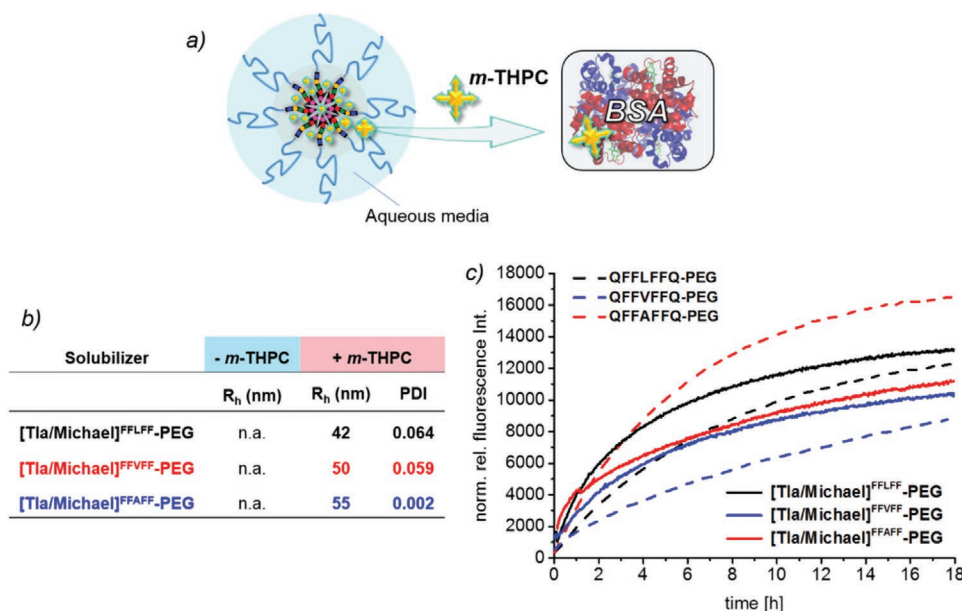 a)
m-THPC
BSA
Aqueous media
b)
Solubilizer - m-THPC + m-THPC
Rh (nm) Rh (nm) PDI
[Tla/Michael]FFLFF-PEG n.a. 42 0.064
[Tla/Michael]FFVFF-PEG n.a. 50 0.059
[Tla/Michael]FFAFF-PEG n.a. 55 0.002
c)
norm. rel. fluorescence Int.
18000
16000
14000
12000
10000
8000
6000
4000
2000
0
QFFLFFQ-PEG
QFFVFFQ-PEG
QFFAFFQ-PEG
[Tla/Michael]FFLFF-PEG
[Tla/Michael]FFVFF-PEG
[Tla/Michael]FFAFF-PEG
0 2 4 6 8 10 12 14 16 18
time [h]